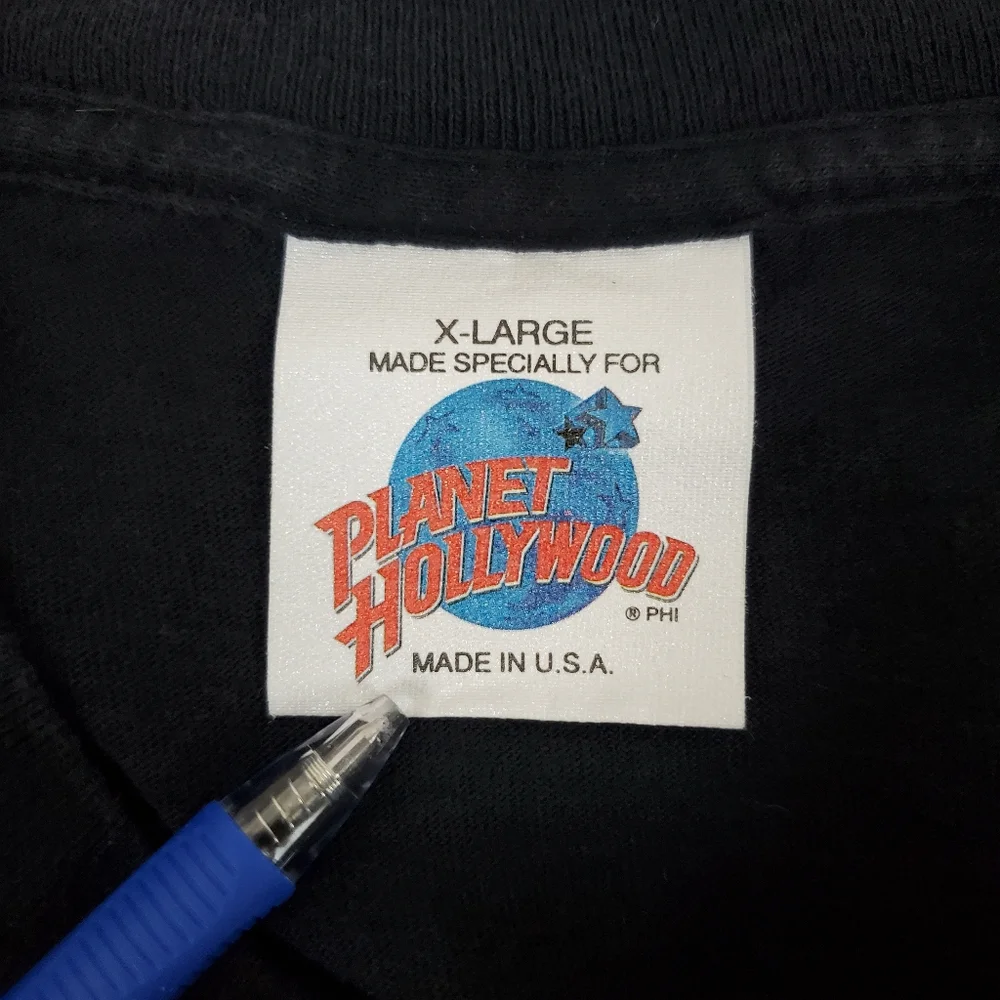 X-LARGE
MADE SPECIALLY FOR
PLANET
HOLLYWOOD
® PHI
MADE IN U.S.A.